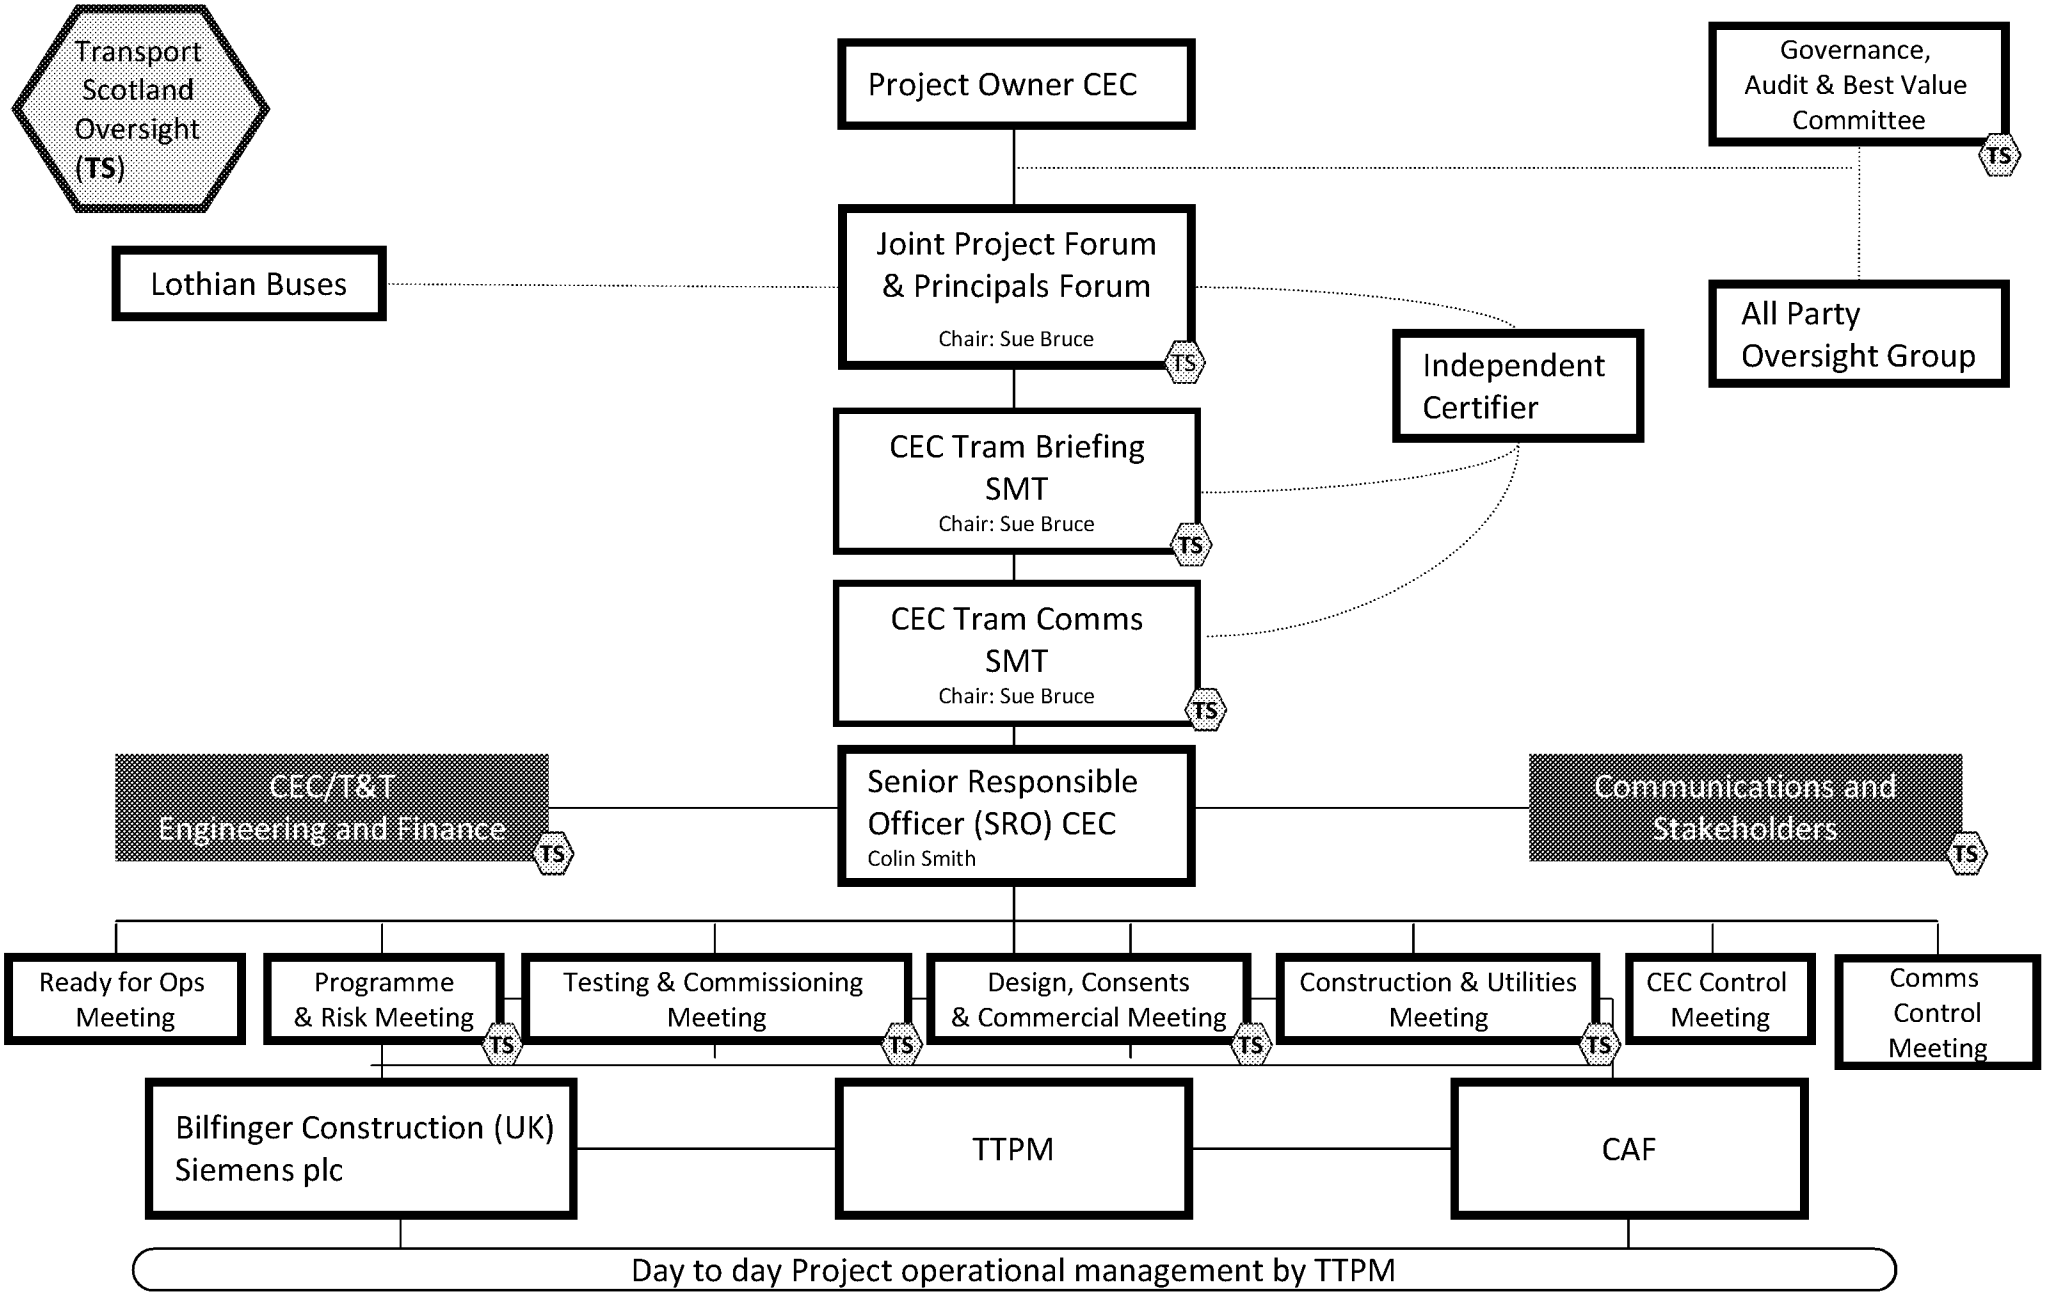 Transport
Scotland
Oversight
(TS)
Project Owner CEC
Governance,
Audit & Best Value
Committee
TS
Lothian Buses
Joint Project Forum
& Principals Forum
Chair: Sue Bruce
TS
All Party
Oversight Group
Independent
Certifier
CEC Tram Briefing
SMT
Chair: Sue Bruce
TS
CEC Tram Comms
SMT
Chair: Sue Bruce
TS
CEC/T&T
Engineering and Finance
TS
Senior Responsible
Officer (SRO) CEC
Colin Smith
Communications and
Stakeholders
TS
Ready for Ops
Meeting
Programme
& Risk Meeting
TS
Testing & Commissioning
Meeting
TS
Design, Consents
& Commercial Meeting
TS
Construction & Utilities
Meeting
TS
CEC Control
Meeting
Comms
Control
Meeting
Bilfinger Construction (UK)
Siemens plc
TTPM
CAF
Day to day Project operational management by TTPM